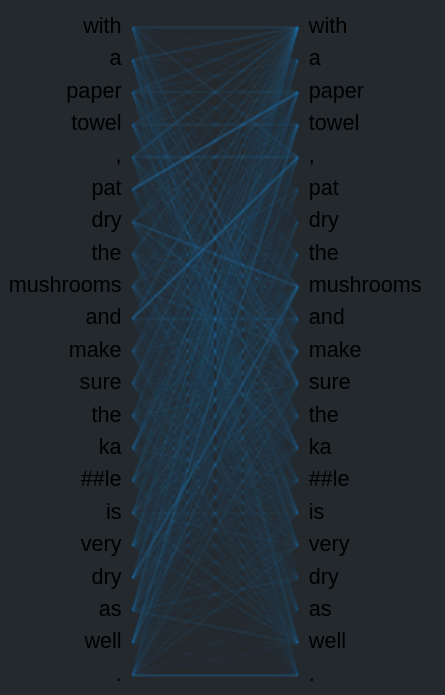 with with
a a
paper paper
towel towel
, ,
pat pat
dry dry
the the
mushrooms mushrooms
and and
make make
sure sure
the the
ka ka
##le ##le
is is
very very
dry dry
as as
well well
. .